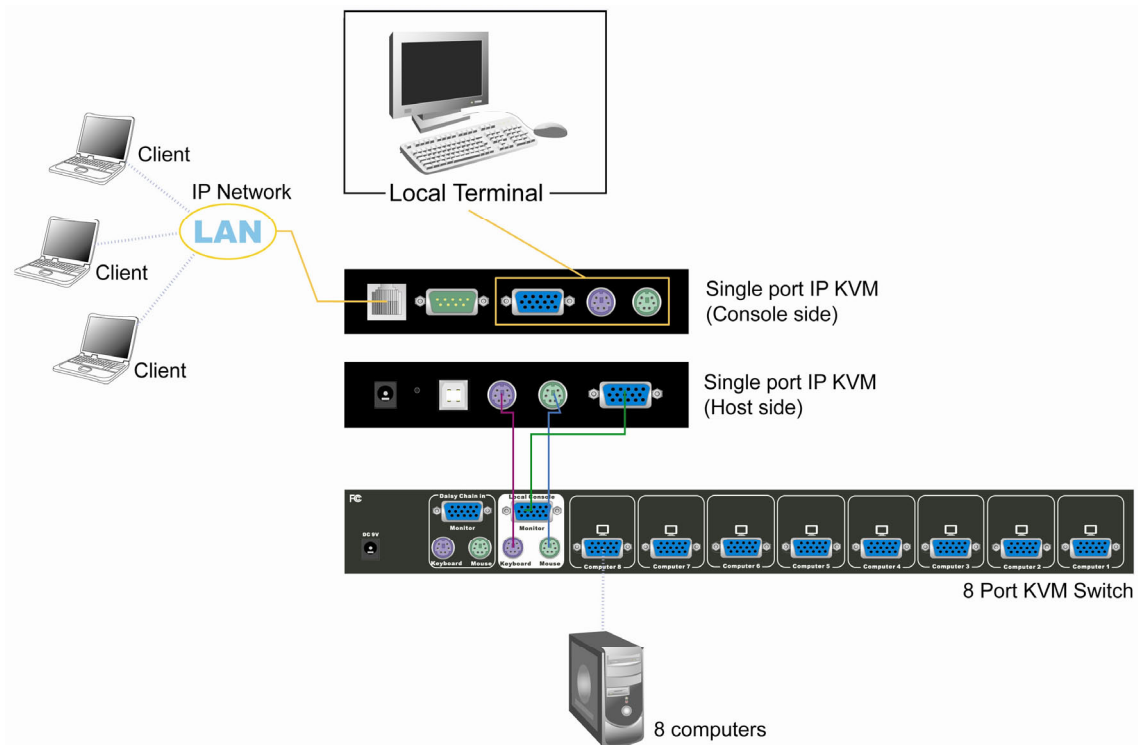 Client
IP Network
LAN
Client
Client
Local Terminal
Single port IP KVM
(Console side)
Single port IP KVM
(Host side)
FC
DC 9V
Daisy Chain in
Monitor
Keyboard Mouse
Local Console
Monitor
Keyboard Mouse
Computer 8
Computer 7
Computer 6
Computer 5
Computer 4
Computer 3
Computer 2
Computer 1
8 Port KVM Switch
8 computers